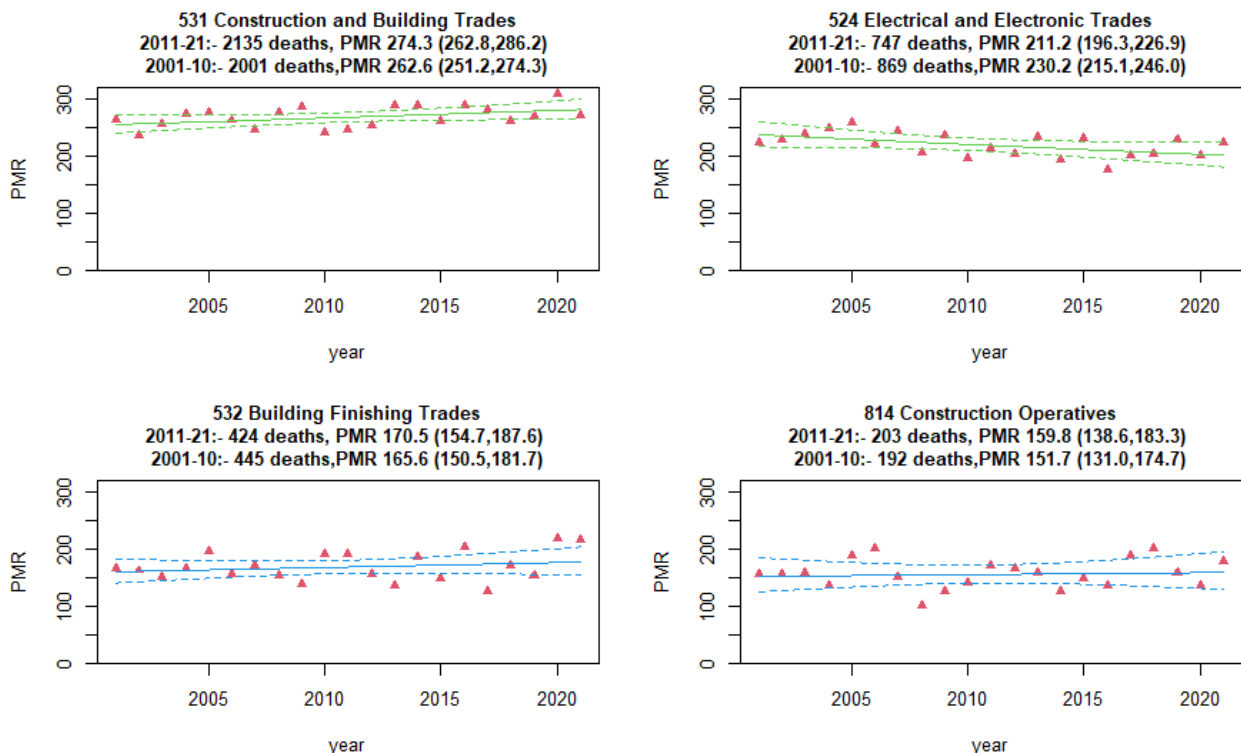 531 Construction and Building Trades
2011-21:- 2135 deaths, PMR 274.3 (262.8,286.2)
2001-10:- 2001 deaths,PMR 262.6 (251.2,274.3)
PMR
300
200
100
0
2005
2010
2015
2020
year
524 Electrical and Electronic Trades
2011-21:- 747 deaths, PMR 211.2 (196.3,226.9)
2001-10:- 869 deaths,PMR 230.2 (215.1,246.0)
PMR
300
200
100
0
2005
2010
2015
2020
year
532 Building Finishing Trades
2011-21:- 424 deaths, PMR 170.5 (154.7,187.6)
2001-10:- 445 deaths,PMR 165.6 (150.5,181.7)
PMR
300
200
100
0
2005
2010
2015
2020
year
814 Construction Operatives
2011-21:- 203 deaths, PMR 159.8 (138.6,183.3)
2001-10:- 192 deaths,PMR 151.7 (131.0,174.7)
PMR
300
200
100
0
2005
2010
2015
2020
year